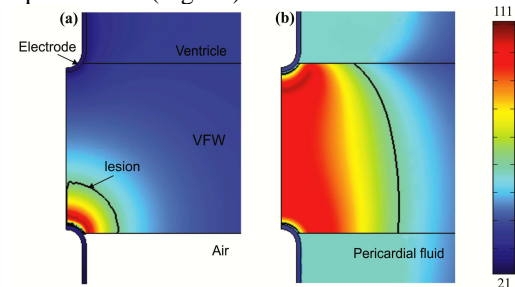 (a)
(b)
111
Electrode
Ventricle
VFW
lesion
Air
Pericardial fluid
21